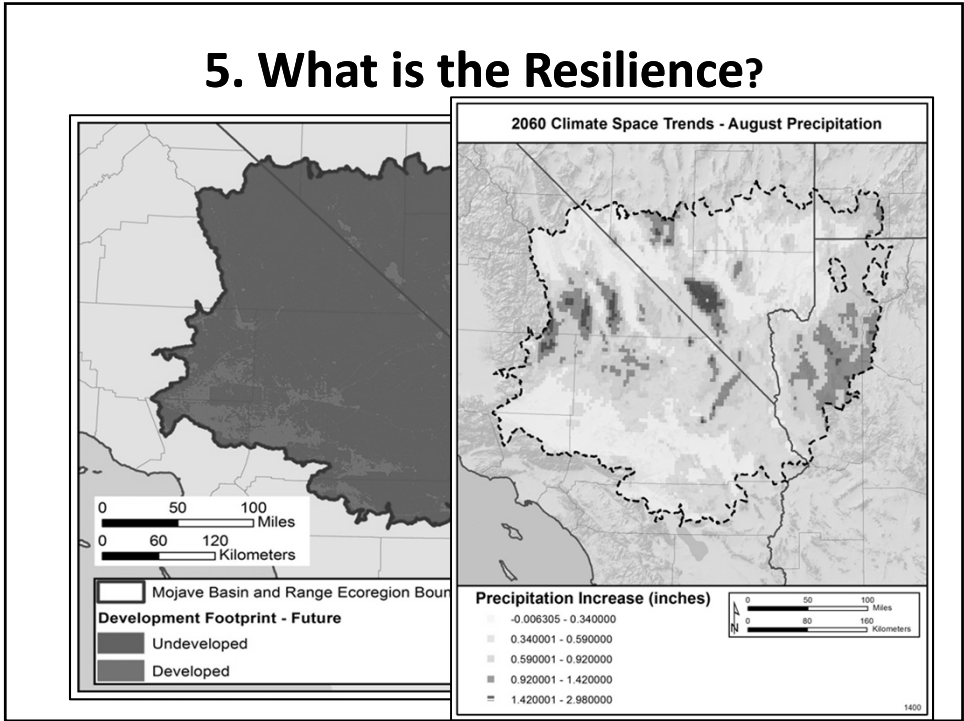 5. What is the Resilience?
0 50 100
Miles
0 60 120
Kilometers
Mojave Basin and Range Ecoregion Boun
Development Footprint - Future
Undeveloped
Developed
2060 Climate Space Trends - August Precipitation
Precipitation Increase (inches)
-0.006305 - 0.340000
0.340001 - 0.590000
0.590001 - 0.920000
0.920001 - 1.420000
1.420001 - 2.980000
N
0 50 100
Miles
0 80 160
Kilometers
1400